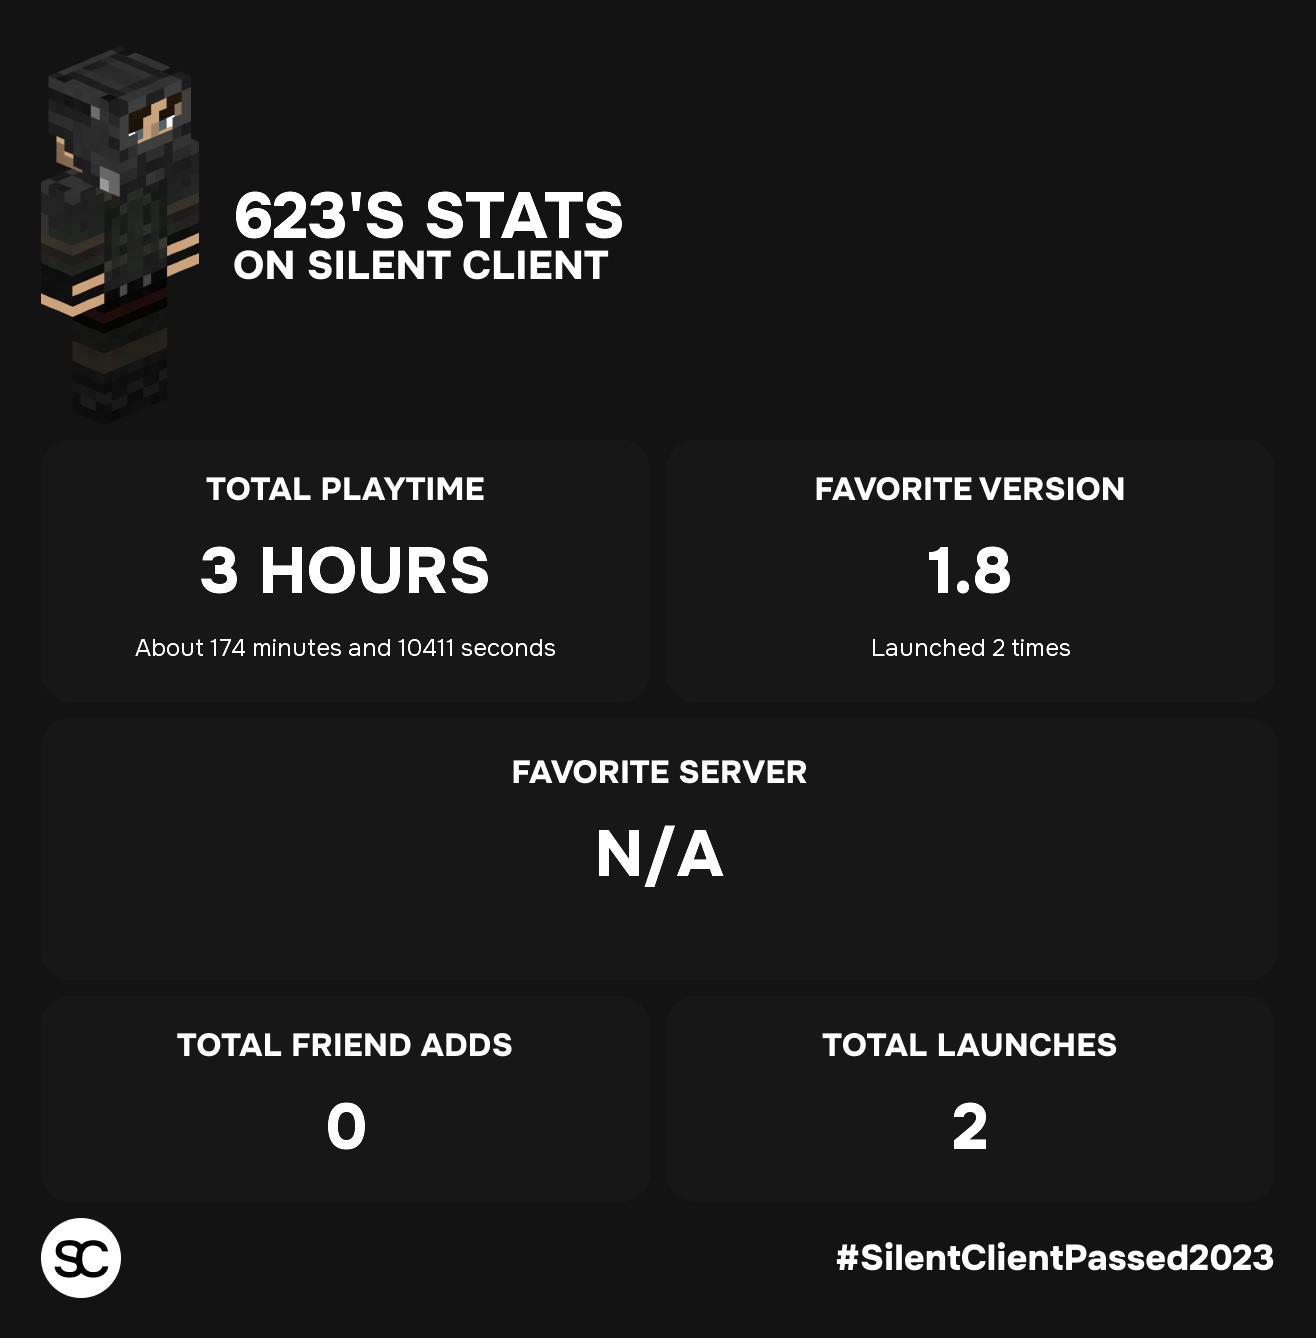 623'S STATS
ON SILENT CLIENT
TOTAL PLAYTIME
3 HOURS
About 174 minutes and 10411 seconds
FAVORITE VERSION
1.8
Launched 2 times
FAVORITE SERVER
N/A
TOTAL FRIEND ADDS
0
TOTAL LAUNCHES
2
SC
#SilentClientPassed2023